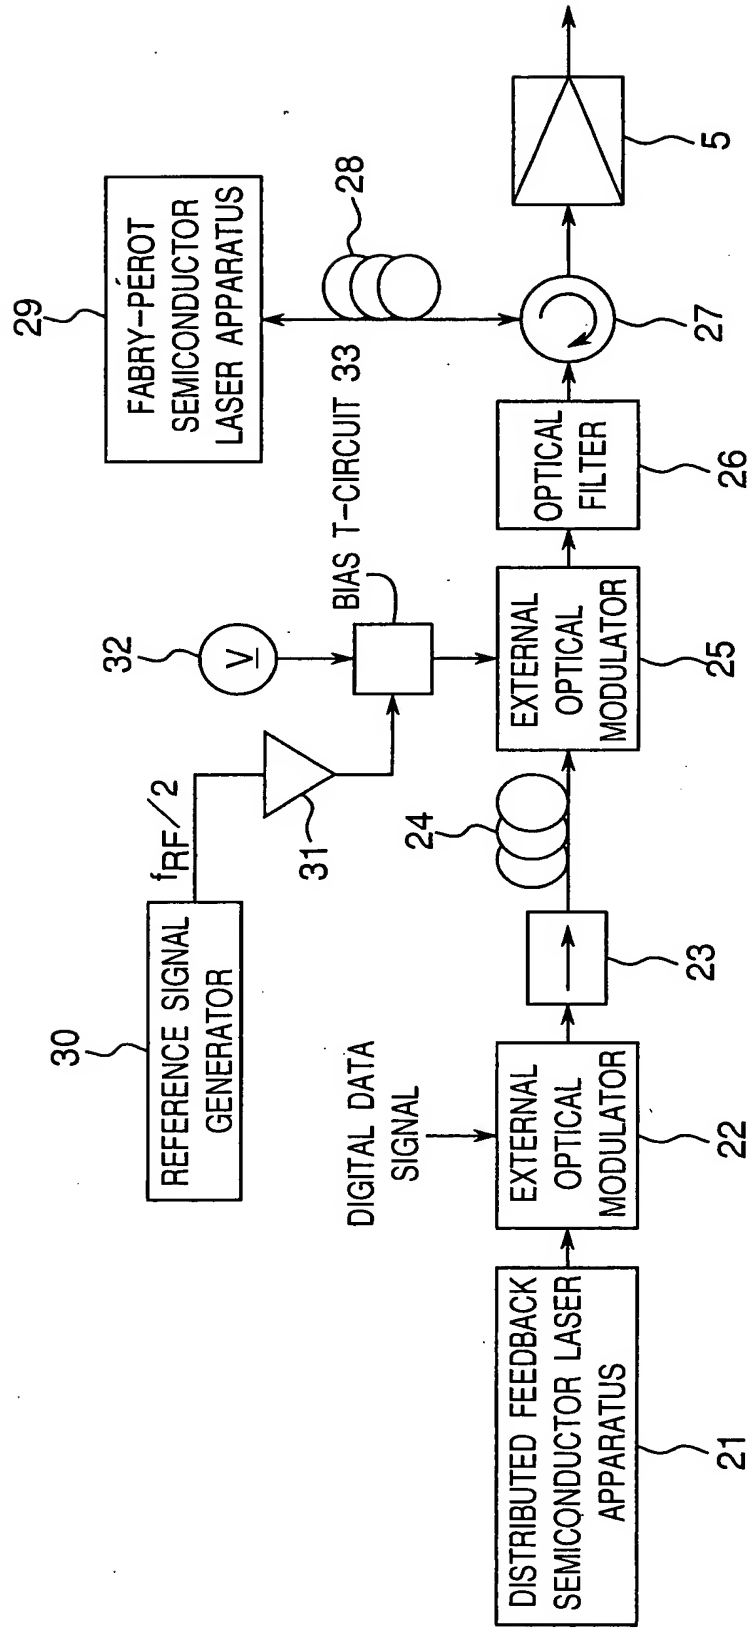 29
FABRY-PÉROT
SEMICONDUCTOR
LASER APPARATUS
28
32
V
BIAS T-CIRCUIT 33
30
REFERENCE SIGNAL
GENERATOR
fRF/2
31
DIGITAL DATA
SIGNAL
24
DISTRIBUTED FEEDBACK
SEMICONDUCTOR LASER
APPARATUS
21
EXTERNAL
OPTICAL
MODULATOR
22
23
EXTERNAL
OPTICAL
MODULATOR
25
OPTICAL
FILTER
26
27
5